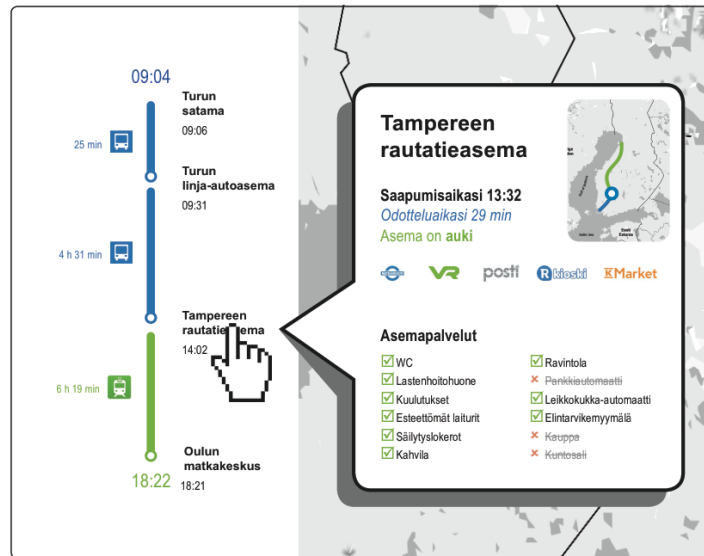 09:04
Turun
satama
09:06
25 min
Turun
linja-autoasema
09:31
4 h 31 min
Tampereen
14:02
6 h 19 min
Oulun
matkakeskus
18:22
18:21
Tampereen
rautatieasema
Saapumisaikasi 13:32
Odotteluaikasi 29 min
Asema on auki
VR
posti
R kioski
K Market
Asemapalvelut
WC
Lastenhoitohuone
Kuulutukset
Esteettömät laiturit
Säilytyslokerot
Kahvila
Ravintola
Pankkiautomaatti
Leikkokukka-automaatti
Elintarvikemyymälä
Kauppa
Kuntosali